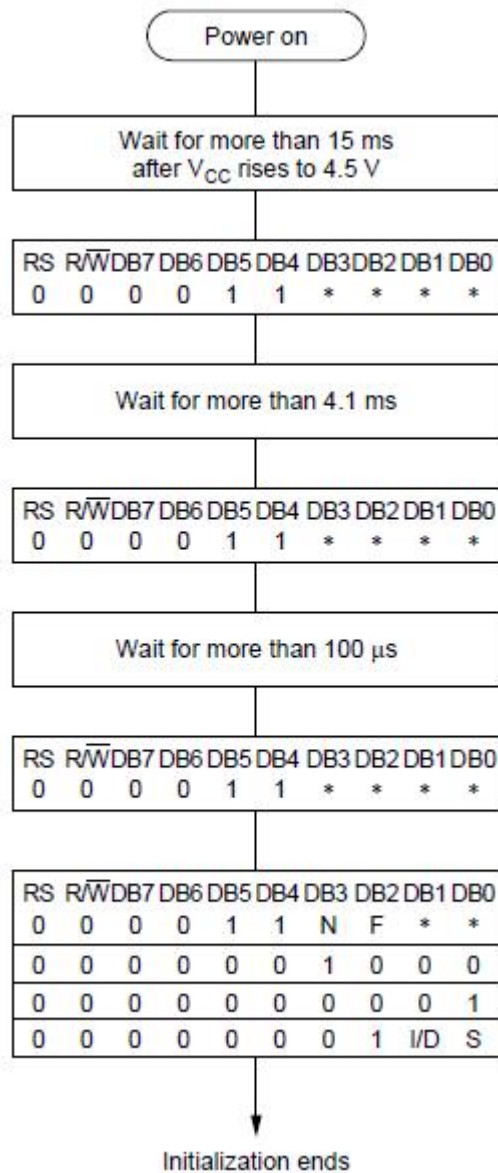 Power on
Wait for more than 15 ms
after VCC rises to 4.5 V
RS R/W̅ DB7 DB6 DB5 DB4 DB3 DB2 DB1 DB0
0 0 0 0 1 1 * * * *
Wait for more than 4.1 ms
RS R/W̅ DB7 DB6 DB5 DB4 DB3 DB2 DB1 DB0
0 0 0 0 1 1 * * * *
Wait for more than 100 μs
RS R/W̅ DB7 DB6 DB5 DB4 DB3 DB2 DB1 DB0
0 0 0 0 1 1 * * * *
RS R/W̅ DB7 DB6 DB5 DB4 DB3 DB2 DB1 DB0
0 0 0 0 1 1 N F * *
0 0 0 0 0 0 1 0 0 0
0 0 0 0 0 0 0 0 0 1
0 0 0 0 0 0 0 1 I/D S
Initialization ends